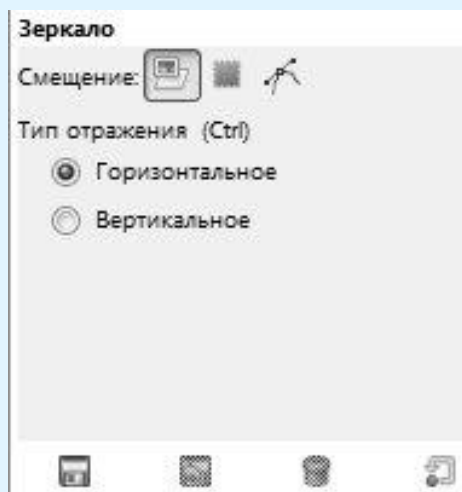 Зеркало
Смещение:
Тип отражения (Ctrl)
Горизонтальное
Вертикальное